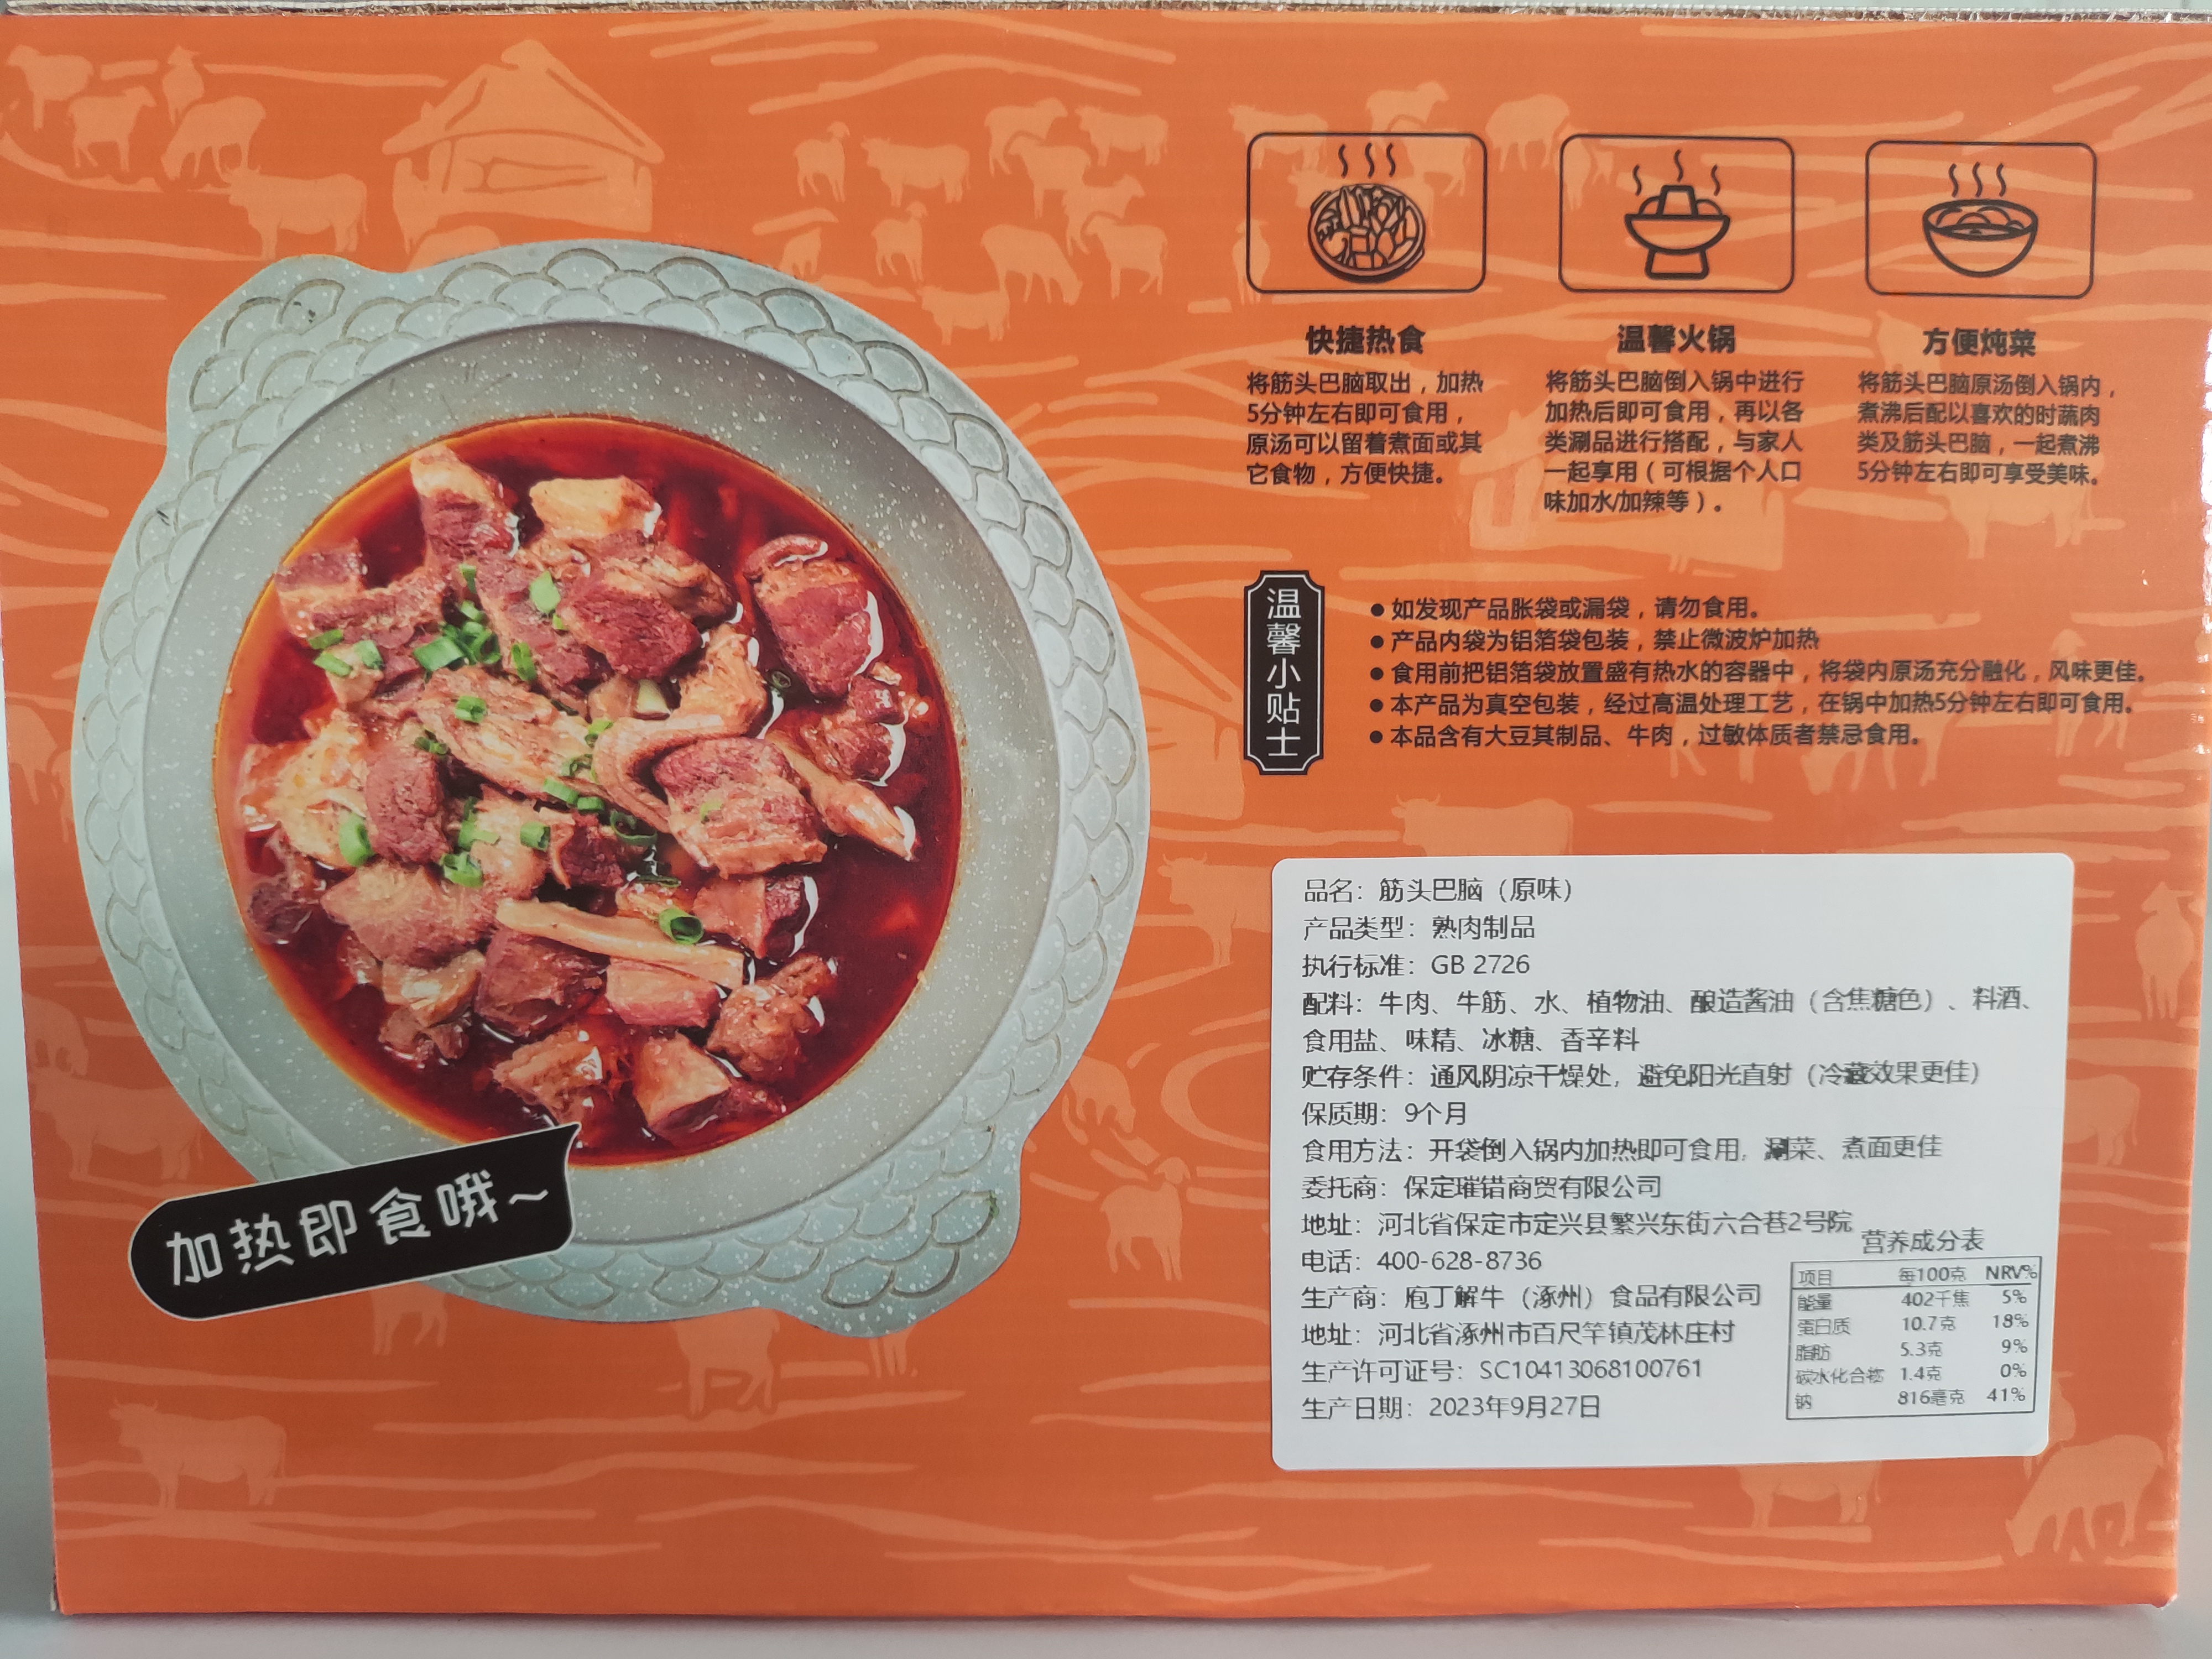 快捷热食
将筋头巴脑取出，加热
5分钟左右即可食用，
原汤可以留着煮面或其
它食物，方便快捷。
温馨火锅
将筋头巴脑倒入锅中进行
加热后即可食用，再以各
类涮品进行搭配，与家人
一起享用（可根据个人口
味加水/加辣等）。
方便炖菜
将筋头巴脑原汤倒入锅内，
煮沸后配以喜欢的时蔬肉
类及筋头巴脑，一起煮沸
5分钟左右即可享受美味。
温馨小贴士
●如发现产品胀袋或漏袋，请勿食用。
●产品内袋为铝箔袋包装，禁止微波炉加热
●食用前把铝箔袋放置盛有热水的容器中，将袋内原汤充分融化，风味更佳。
●本产品为真空包装，经过高温处理工艺，在锅中加热5分钟左右即可食用。
●本品含有大豆其制品、牛肉，过敏体质者禁忌食用。
加热即食哦~
品名：筋头巴脑（原味）
产品类型：熟肉制品
执行标准：GB 2726
配料：牛肉、牛筋、水、植物油、酿造酱油（含焦糖色）、料酒、
食用盐、味精、冰糖、香辛料
贮存条件：通风阴凉干燥处，避免阳光直射（冷藏效果更佳）
保质期：9个月
食用方法：开袋倒入锅内加热即可食用，涮菜、煮面更佳
委托商：保定璀错商贸有限公司
地址：河北省保定市定兴县繁兴东街六合巷2号院
电话：400-628-8736
生产商：庖丁解牛（涿州）食品有限公司
地址：河北省涿州市百尺竿镇茂林庄村
生产许可证号：SC10413068100761
生产日期：2023年9月27日
营养成分表
项目 每100克 NRV%
能量 402千焦 5%
蛋白质 10.7克 18%
脂肪 5.3克 9%
碳水化合物 1.4克 0%
钠 816毫克 41%